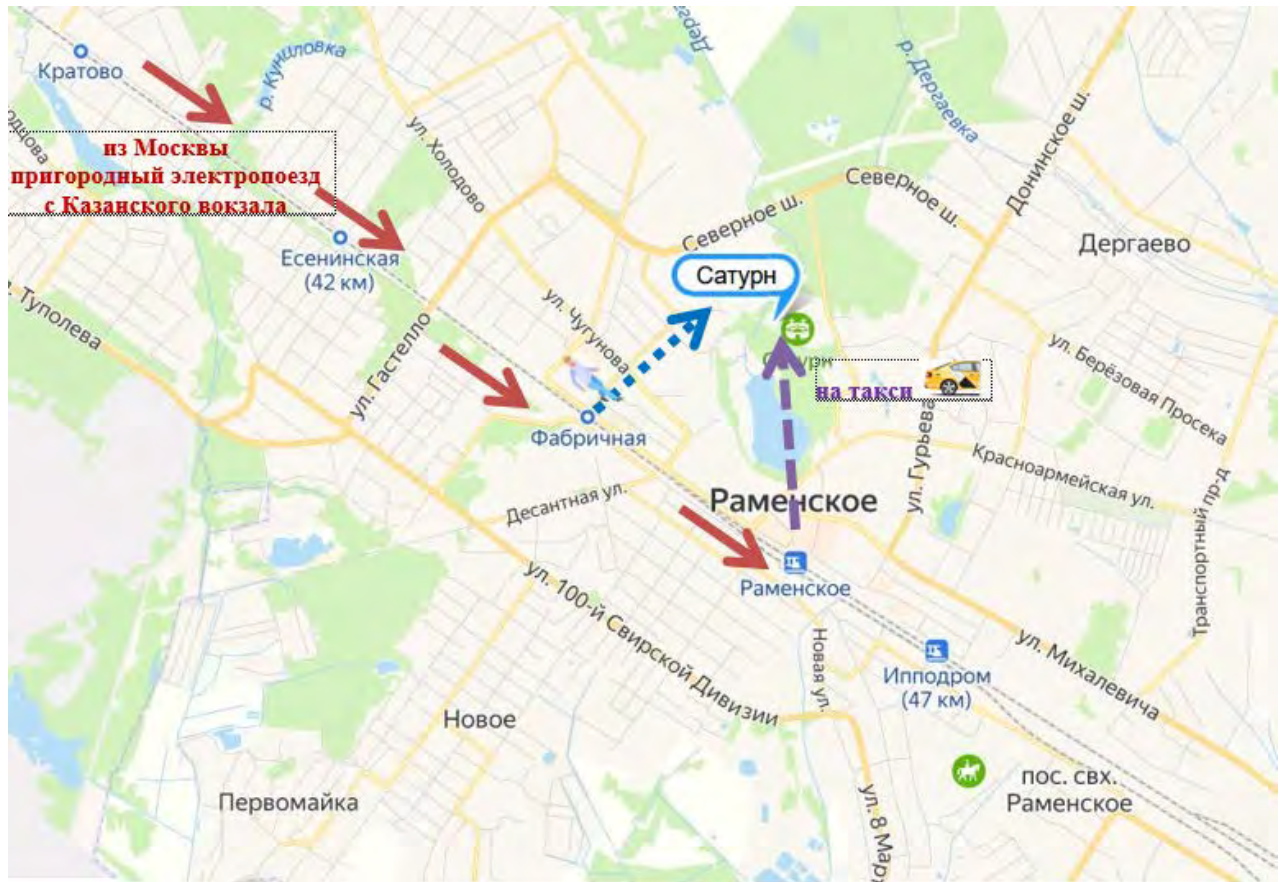 Кратово
р. Куниловка
из Москвы
пригородный электропоезд
с Казанского вокзала
ул. Холодово
р. Дергаевка
Донинское ш.
Северное ш.
Северное ш.
Дергаево
Есенинская
(42 км)
Сатурн
Туполева
ул. Гастелло
ул. Чугунова
на такси
ул. Берёзовая Просека
Фабричная
ул. Гурьева
Красноармейская ул.
Десантная ул.
Раменское
Транспортный пр-д
Раменское
ул. 100-й Свирской Дивизии
Новая ул.
Ипподром
(47 км)
ул. Михалевича
Новое
Первомайка
пос. свх.
Раменское
ул. 8 Мар